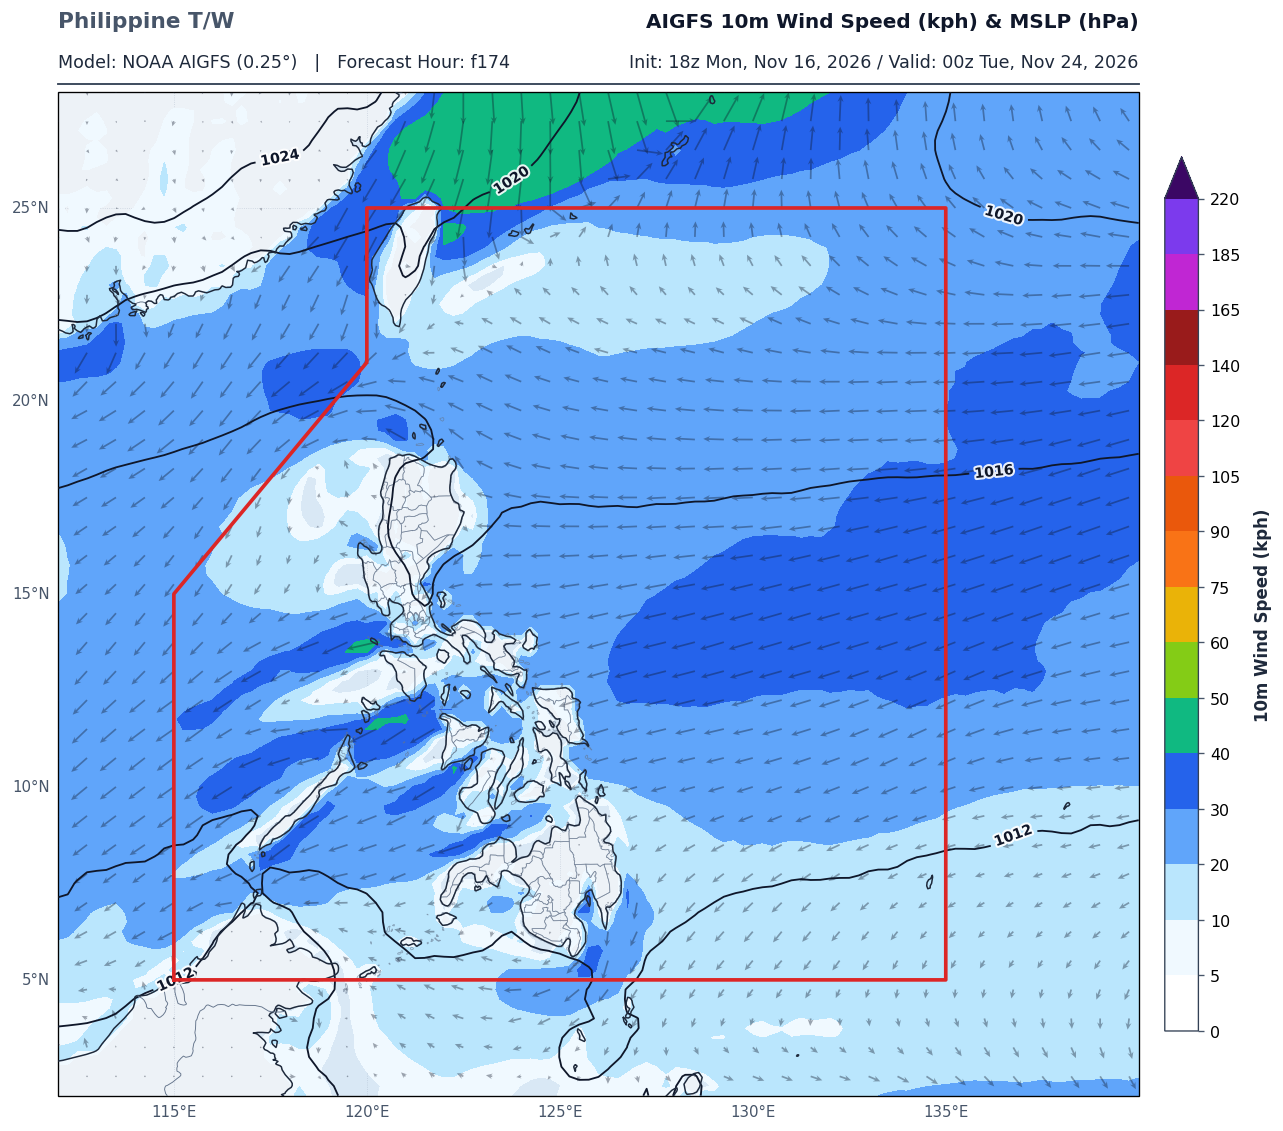 Philippine T/W
AIGFS 10m Wind Speed (kph) & MSLP (hPa)
Model: NOAA AIGFS (0.25°) | Forecast Hour: f174
Init: 18z Mon, Nov 16, 2026 / Valid: 00z Tue, Nov 24, 2026
1024
1020
1020
1016
1012
1012
25°N
20°N
15°N
10°N
5°N
115°E
120°E
125°E
130°E
135°E
220
185
165
140
120
105
90
75
60
50
40
30
20
10
5
0
10m Wind Speed (kph)